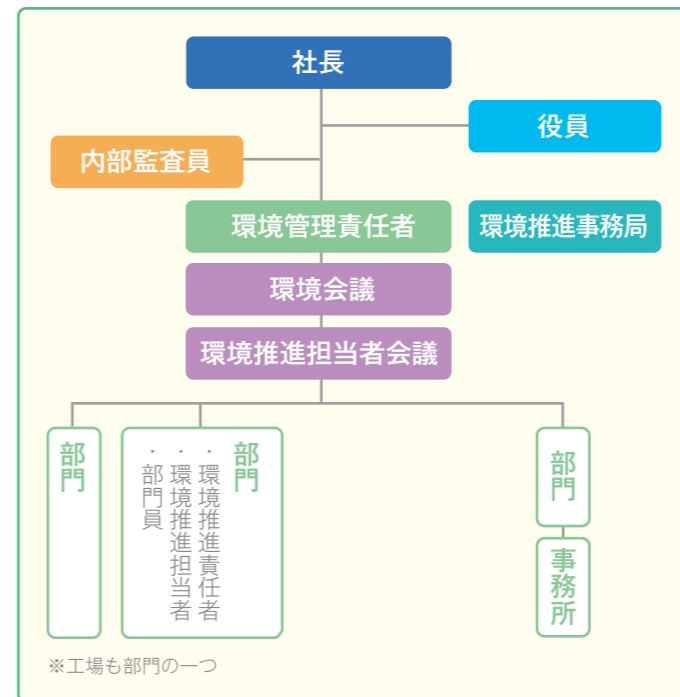 社長
役員
内部監査員
環境管理責任者
環境推進事務局
環境会議
環境推進担当者会議
部門
部門
・環境推進責任者
・環境推進担当者
・部門員
部門
事務所
※工場も部門の一つ